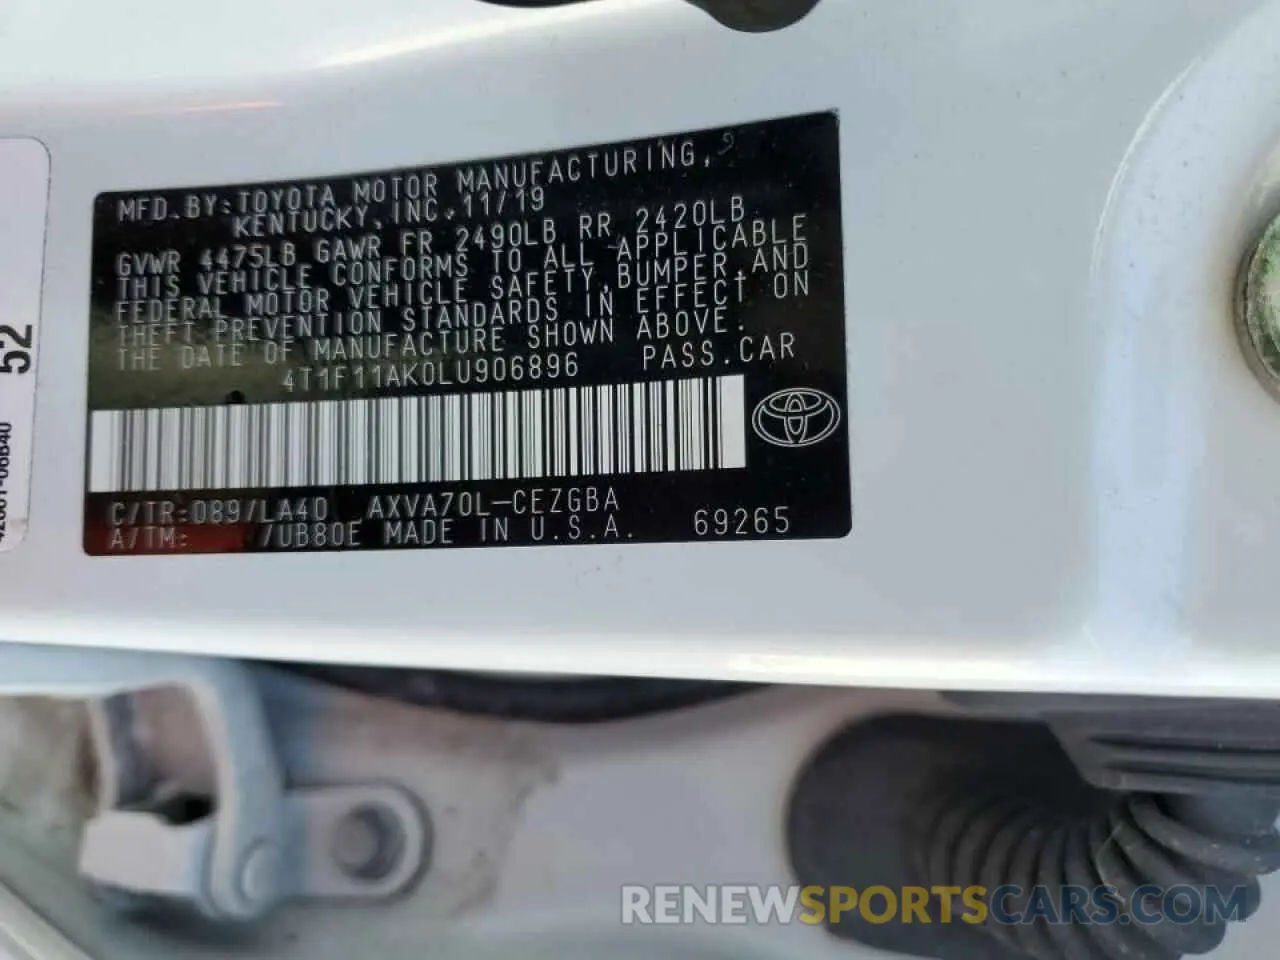 MFD.BY:TOYOTA MOTOR MANUFACTURING,
KENTUCKY,INC.11/19
GVWR 4475LB GAWR FR 2490LB RR 2420LB
THIS VEHICLE CONFORMS TO ALL APPLICABLE
FEDERAL MOTOR VEHICLE SAFETY,BUMPER,AND
THEFT PREVENTION STANDARDS IN EFFECT ON
THE DATE OF MANUFACTURE SHOWN ABOVE.
4T1F11AK0LU906896 PASS.CAR
C/TR:089/LA40 AXVA70L-CEZGBA
A/TM: /UB80E MADE IN U.S.A. 69265
52
RENEWSPORTSCARS.COM